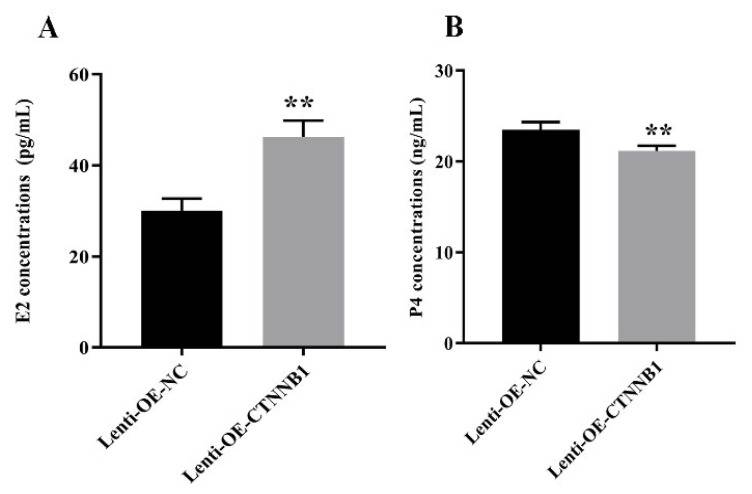 A
E2 concentrations (pg/mL)
60
40
20
0
**
Lenti-OE-NC
Lenti-OE-CTNNB1
B
P4 concentrations (ng/mL)
30
20
10
0
**
Lenti-OE-NC
Lenti-OE-CTNNB1